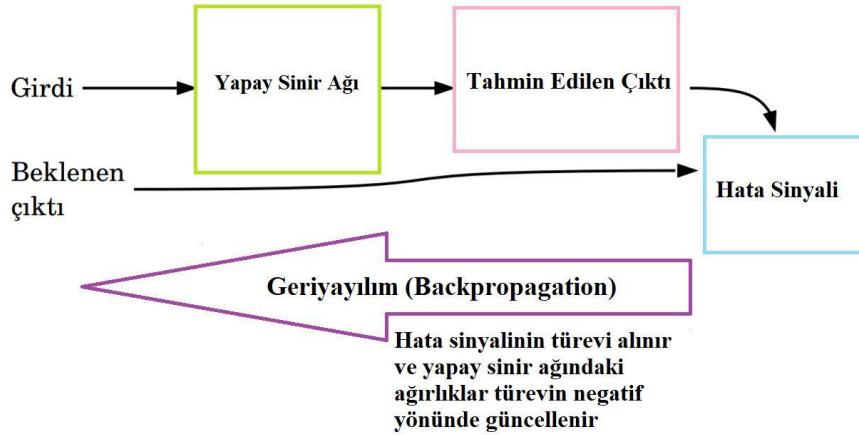 Girdi
Yapay Sinir Ağı
Tahmin Edilen Çıktı
Beklenen
çıktı
Hata Sinyali
Geriyayılım (Backpropagation)
Hata sinyalinin türevi alınır
ve yapay sinir ağındaki
ağırlıklar türevin negatif
yönünde güncellenir